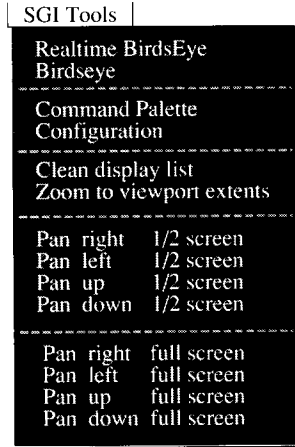 SGI Tools
Realtime BirdsEye
Birdseye
Command Palette
Configuration
Clean display list
Zoom to viewport extents
Pan right 1/2 screen
Pan left 1/2 screen
Pan up 1/2 screen
Pan down 1/2 screen
Pan right full screen
Pan left full screen
Pan up full screen
Pan down full screen